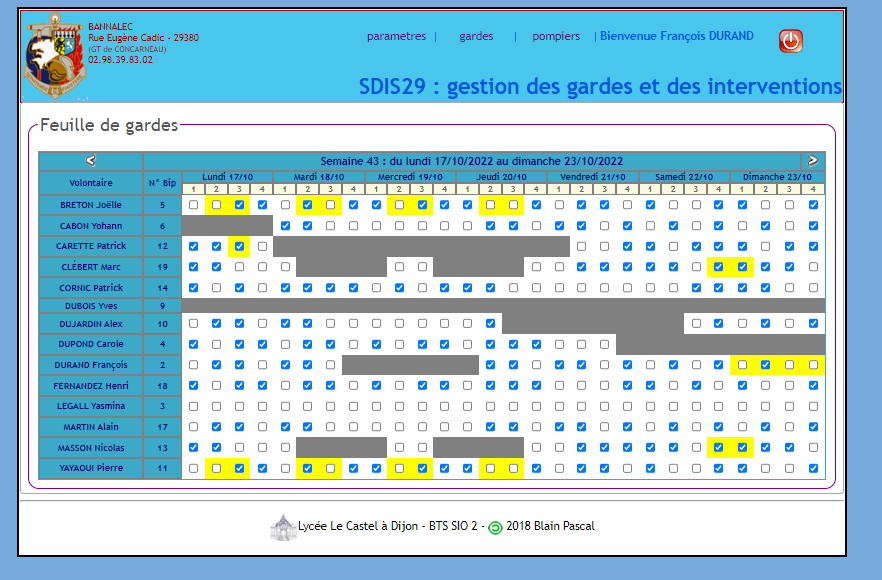 BANNALEC
Rue Eugène Cadic - 29380
(GT de CONCARNEAU)
02.98.39.83.02
parametres | gardes | pompiers | Bienvenue François DURAND
SDIS29 : gestion des gardes et des interventions
Feuille de gardes
< Semaine 43 : du lundi 17/10/2022 au dimanche 23/10/2022 >
Volontaire N° Bip Lundi 17/10 Mardi 18/10 Mercredi 19/10 Jeudi 20/10 Vendredi 21/10 Samedi 22/10 Dimanche 23/10
1 2 3 4 1 2 3 4 1 2 3 4 1 2 3 4 1 2 3 4 1 2 3 4 1 2 3 4
BRETON Joëlle 5
CABON Yohann 6
CARETTE Patrick 12
CLÉBERT Marc 19
CORNIC Patrick 14
DUBOIS Yves 9
DUJARDIN Alex 10
DUPOND Carole 4
DURAND François 2
FERNANDEZ Henri 18
LEGALL Yasmina 3
MARTIN Alain 17
MASSON Nicolas 13
YAYAOUI Pierre 11
Lycée Le Castel à Dijon - BTS SIO 2 - 2018 Blain Pascal